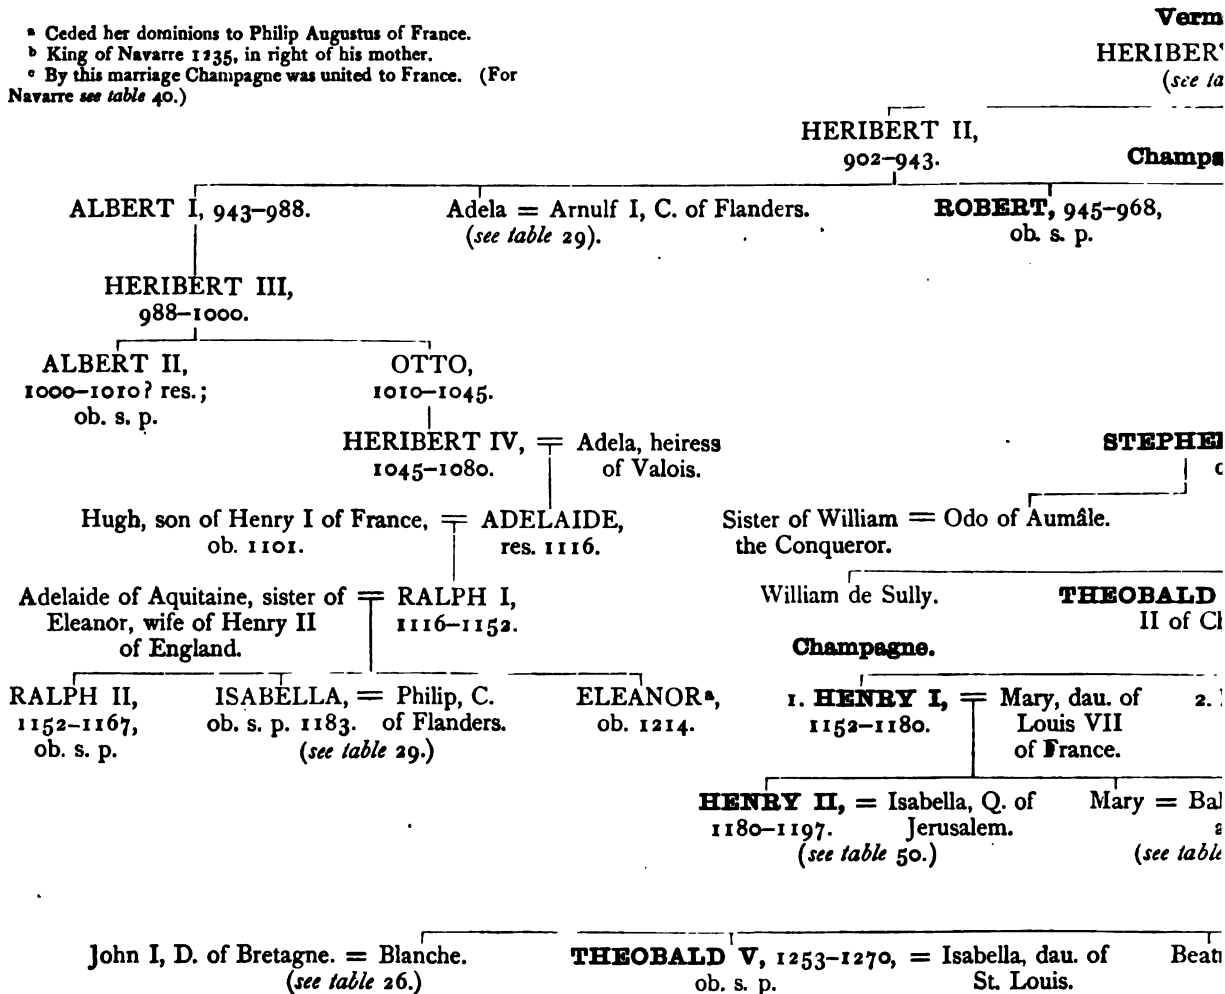 a Ceded her dominions to Philip Augustus of France.
b King of Navarre 1235, in right of his mother.
c By this marriage Champagne was united to France. (For
Navarre see table 40.)
HERIBERT II,
902–943.
ALBERT I, 943–988.
Adela = Arnulf I, C. of Flanders.
(see table 29).
ROBERT, 945–968,
ob. s. p.
HERIBERT III,
988–1000.
ALBERT II,
1000–1010? res.;
ob. s. p.
OTTO,
1010–1045.
HERIBERT IV, = Adela, heiress
1045–1080. of Valois.
Hugh, son of Henry I of France, = ADELAIDE,
ob. 1101. res. 1116.
Sister of William = Odo of Aumâle.
the Conqueror.
Adelaide of Aquitaine, sister of = RALPH I,
Eleanor, wife of Henry II 1116–1152.
of England.
William de Sully.
THEOBALD
II of
Champagne.
RALPH II,
1152–1167,
ob. s. p.
ISABELLA, = Philip, C.
ob. s. p. 1183. of Flanders.
(see table 29.)
ELEANOR a,
ob. 1214.
1. HENRY I, = Mary, dau. of 2.
1152–1180. Louis VII
of France.
HENRY II, = Isabella, Q. of
1180–1197. Jerusalem.
(see table 50.)
Mary =
(see
John I, D. of Bretagne. = Blanche.
(see table 26.)
THEOBALD V, 1253–1270, = Isabella, dau. of
ob. s. p. St. Louis.